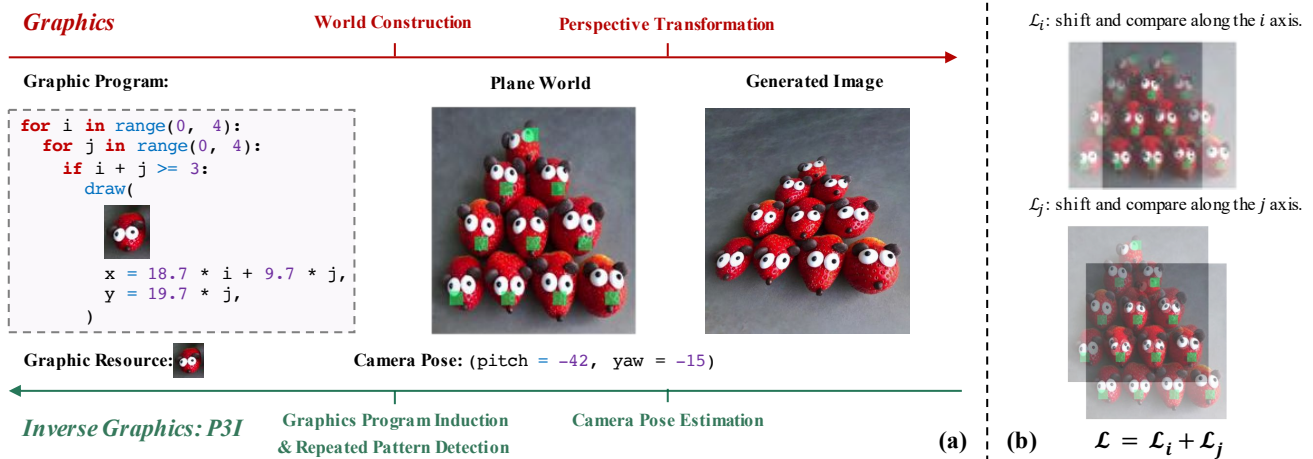 Graphics
World Construction
Perspective Transformation
Graphic Program:
Plane World
Generated Image
for i in range(0, 4):
for j in range(0, 4):
if i + j >= 3:
draw(
x = 18.7 * i + 9.7 * j,
y = 19.7 * j,
)
Graphic Resource:
Camera Pose: (pitch = -42, yaw = -15)
Inverse Graphics: P3I
Graphics Program Induction
& Repeated Pattern Detection
Camera Pose Estimation
(a)
ℒᵢ: shift and compare along the i axis.
ℒⱼ: shift and compare along the j axis.
(b)
ℒ = ℒᵢ + ℒⱼ